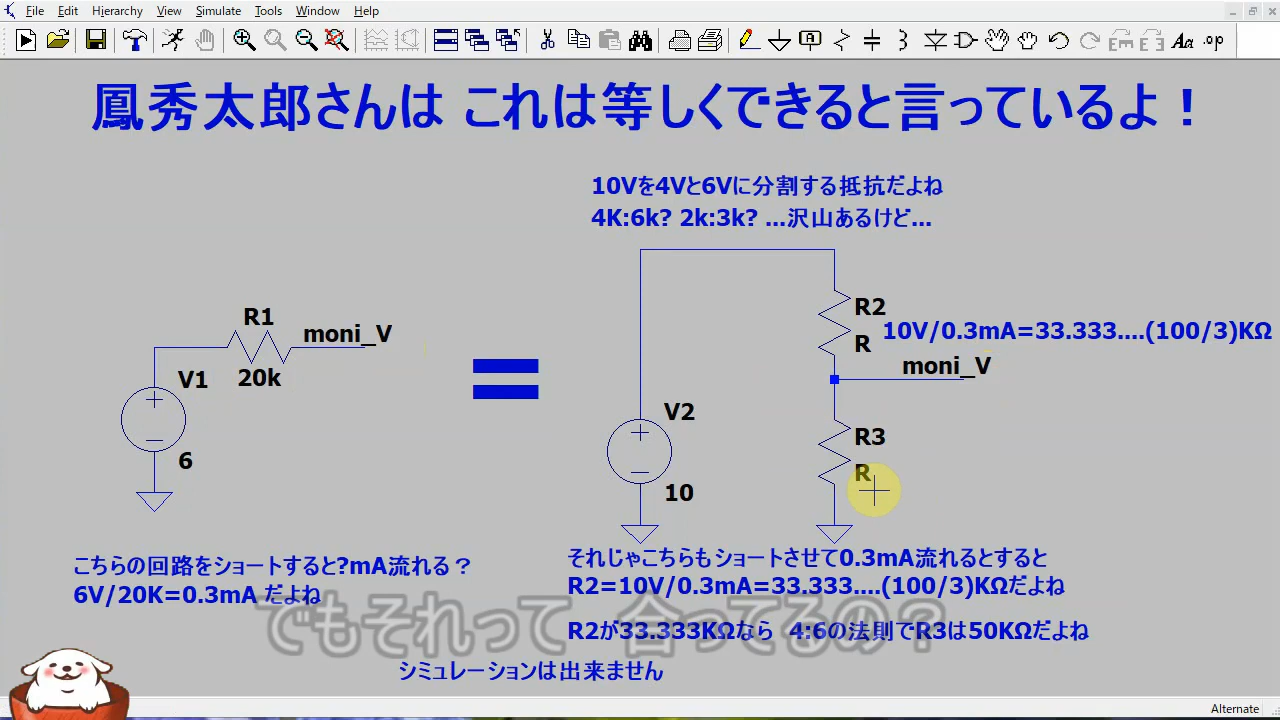 File Edit Hierarchy View Simulate Tools Window Help
鳳秀太郎さんは これは等しくできると言っているよ！
10Vを4Vと6Vに分割する抵抗だよね
4K:6k? 2k:3k? ...沢山あるけど...
R1
moni_V
20k
V1
6
R2
10V/0.3mA=33.333....(100/3)KΩ
R
moni_V
V2
10
R3
R
こちらの回路をショートすると?mA流れる？
6V/20K=0.3mA だよね
それじゃこちらもショートさせて0.3mA流れるとすると
R2=10V/0.3mA=33.333....(100/3)KΩだよね
でもそれって 合ってるの？
R2が33.333KΩなら 4:6の法則でR3は50KΩだよね
シミュレーションは出来ません
Alternate